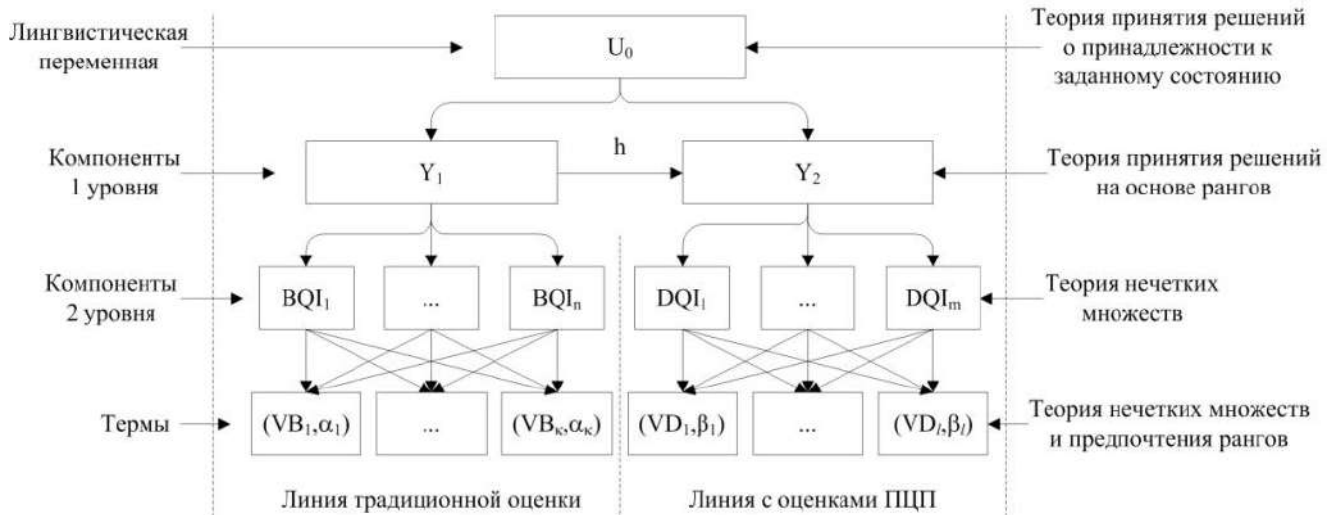 Лингвистическая
переменная
U₀
Теория принятия решений
о принадлежности к
заданному состоянию
Компоненты
1 уровня
Y₁
h
Y₂
Теория принятия решений
на основе рангов
Компоненты
2 уровня
BQI₁
...
BQIₙ
DQI₁
...
DQIₘ
Теория нечетких
множеств
Термы
(VB₁,α₁)
...
(VBₖ,αₖ)
(VD₁,β₁)
...
(VDₗ,βₗ)
Теория нечетких множеств
и предпочтения рангов
Линия традиционной оценки
Линия с оценками ПЦП